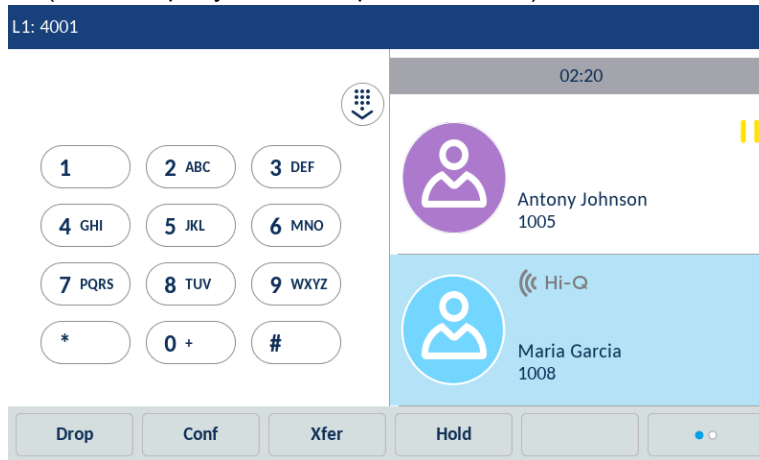 L1: 4001
02:20
1
2 ABC
3 DEF
Antony Johnson
1005
4 GHI
5 JKL
6 MNO
7 PQRS
8 TUV
9 WXYZ
Hi-Q
*
0 +
#
Maria Garcia
1008
Drop
Conf
Xfer
Hold